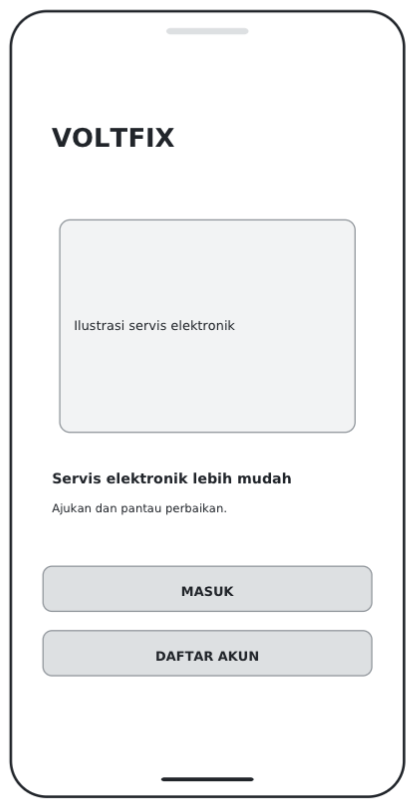 VOLTFIX
Ilustrasi servis elektronik
Servis elektronik lebih mudah
Ajukan dan pantau perbaikan.
MASUK
DAFTAR AKUN